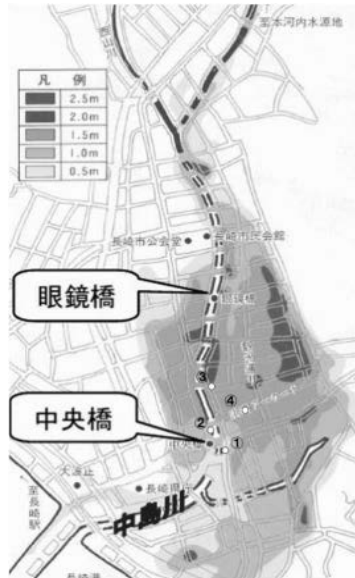 至本河内水源地
凡 例
2.5m
2.0m
1.5m
1.0m
0.5m
長崎市公会堂
長崎市民会館
眼鏡橋
眼鏡橋
3
4
中央橋
2
中央橋
1
大波止
至長崎駅
長崎県庁
中島川
長崎港